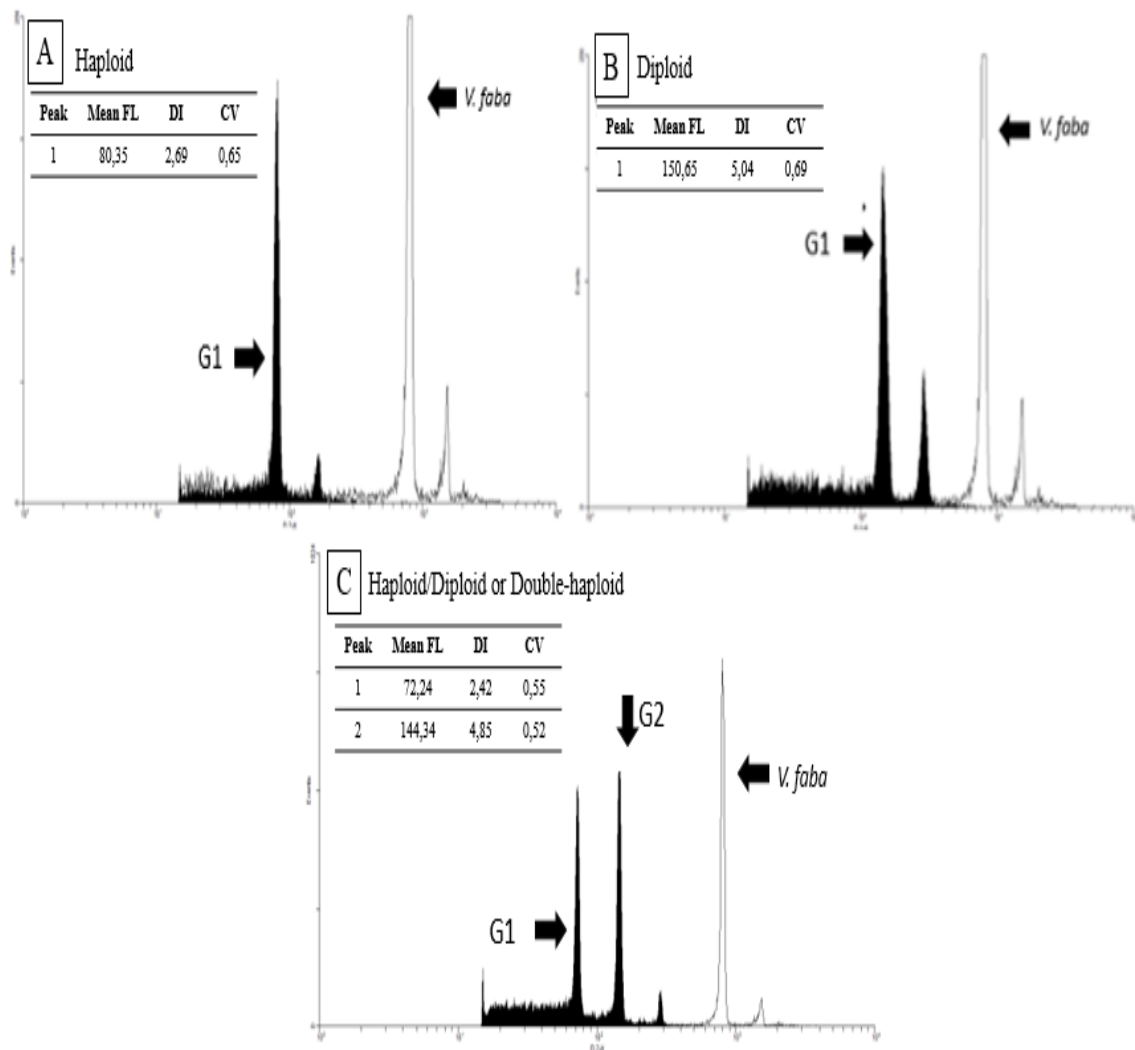 A Haploid
Peak Mean FL DI CV
1 80,35 2,69 0,65
V. faba
G1
B Diploid
Peak Mean FL DI CV
1 150,65 5,04 0,69
V. faba
G1
C Haploid/Diploid or Double-haploid
Peak Mean FL DI CV
1 72,24 2,42 0,55
2 144,34 4,85 0,52
G2
V. faba
G1